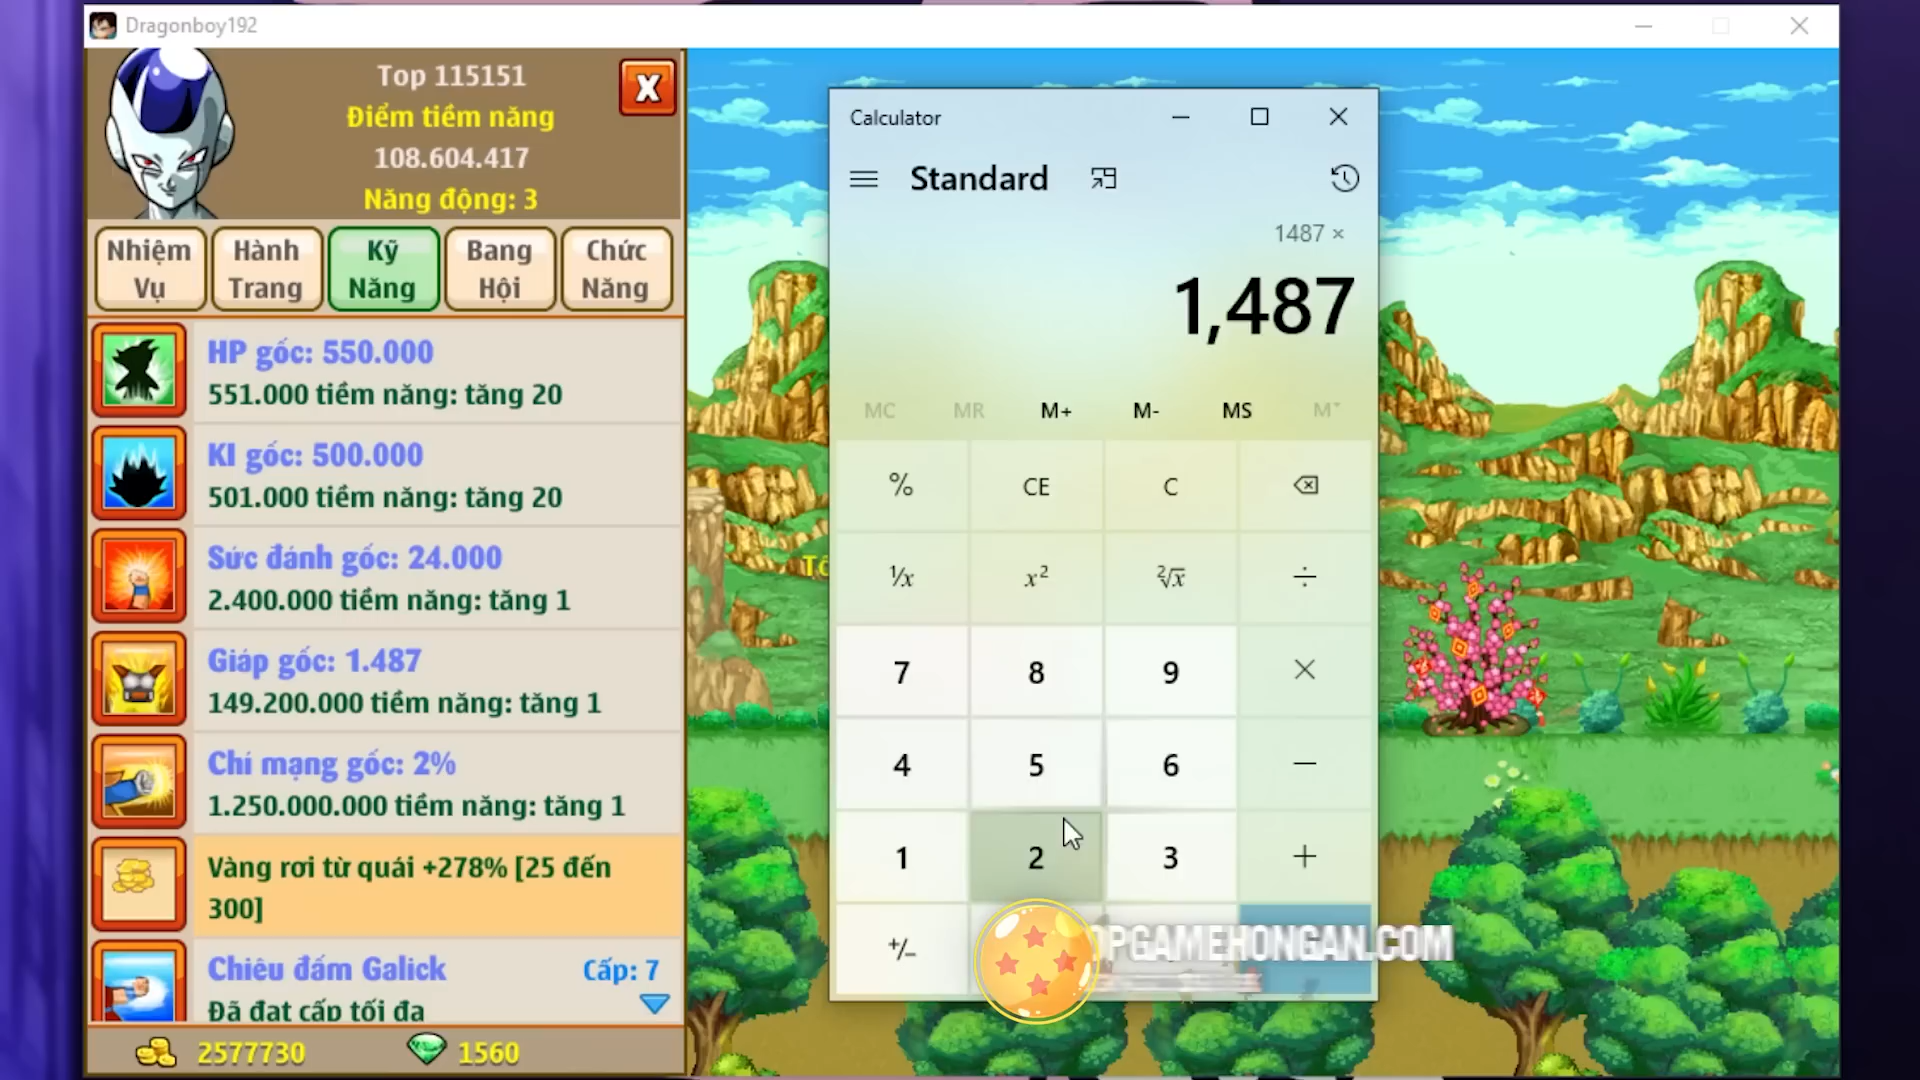 Dragonboy192
Top 115151
Điểm tiềm năng
108.604.417
Năng động: 3
X
Nhiệm Vụ
Hành Trang
Kỹ Năng
Bang Hội
Chức Năng
HP gốc: 550.000
551.000 tiềm năng: tăng 20
KI gốc: 500.000
501.000 tiềm năng: tăng 20
Sức đánh gốc: 24.000
2.400.000 tiềm năng: tăng 1
Giáp gốc: 1.487
149.200.000 tiềm năng: tăng 1
Chí mạng gốc: 2%
1.250.000.000 tiềm năng: tăng 1
Vàng rơi từ quái +278% [25 đến
300]
Chiêu đấm Galick
Cấp: 7
Đã đạt cấp tối đa
2577730
1560
Calculator
Standard
1487 ×
1,487
MC MR M+ M- MS M˅
% CE C
¹⁄x x² ²√x ÷
7 8 9 ×
4 5 6 −
1 2 3 +
+/−
OPGAMEHONGAN.COM